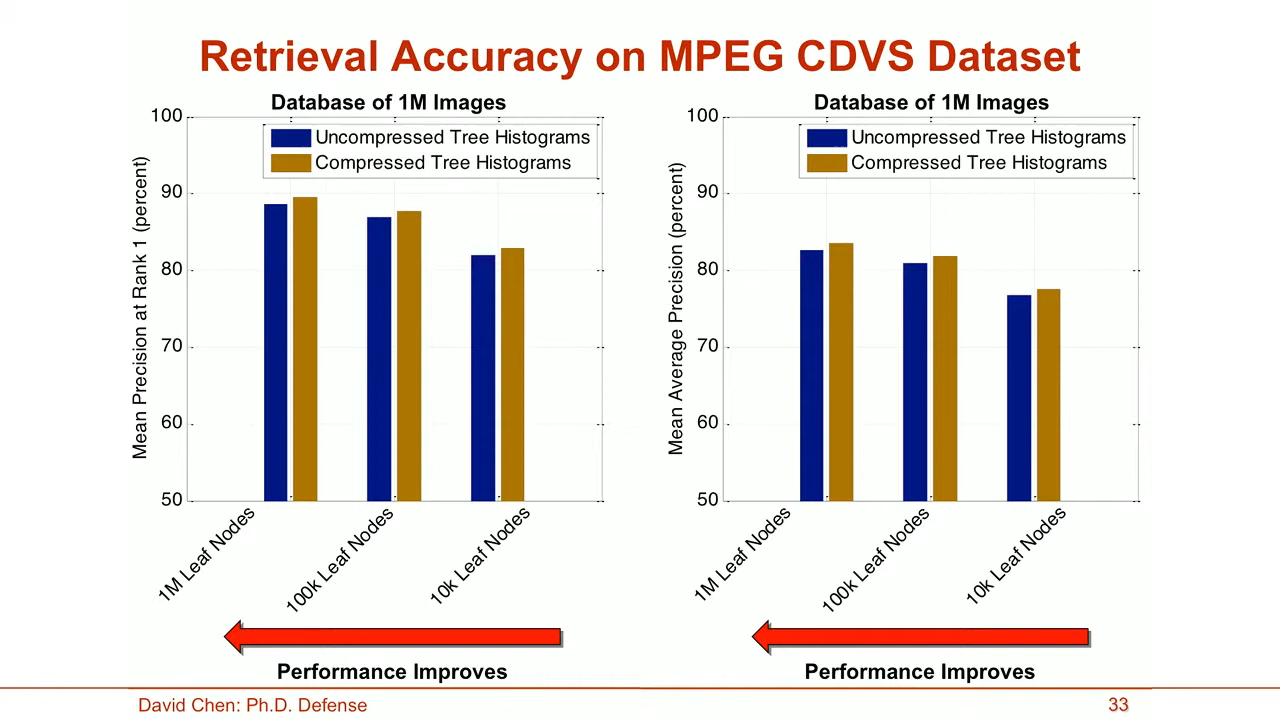 Retrieval Accuracy on MPEG CDVS Dataset
Database of 1M Images
Uncompressed Tree Histograms
Compressed Tree Histograms
Mean Precision at Rank 1 (percent)
100
90
80
70
60
50
1M Leaf Nodes
100k Leaf Nodes
10k Leaf Nodes
Performance Improves
Database of 1M Images
Uncompressed Tree Histograms
Compressed Tree Histograms
Mean Average Precision (percent)
100
90
80
70
60
50
1M Leaf Nodes
100k Leaf Nodes
10k Leaf Nodes
Performance Improves
David Chen: Ph.D. Defense
33